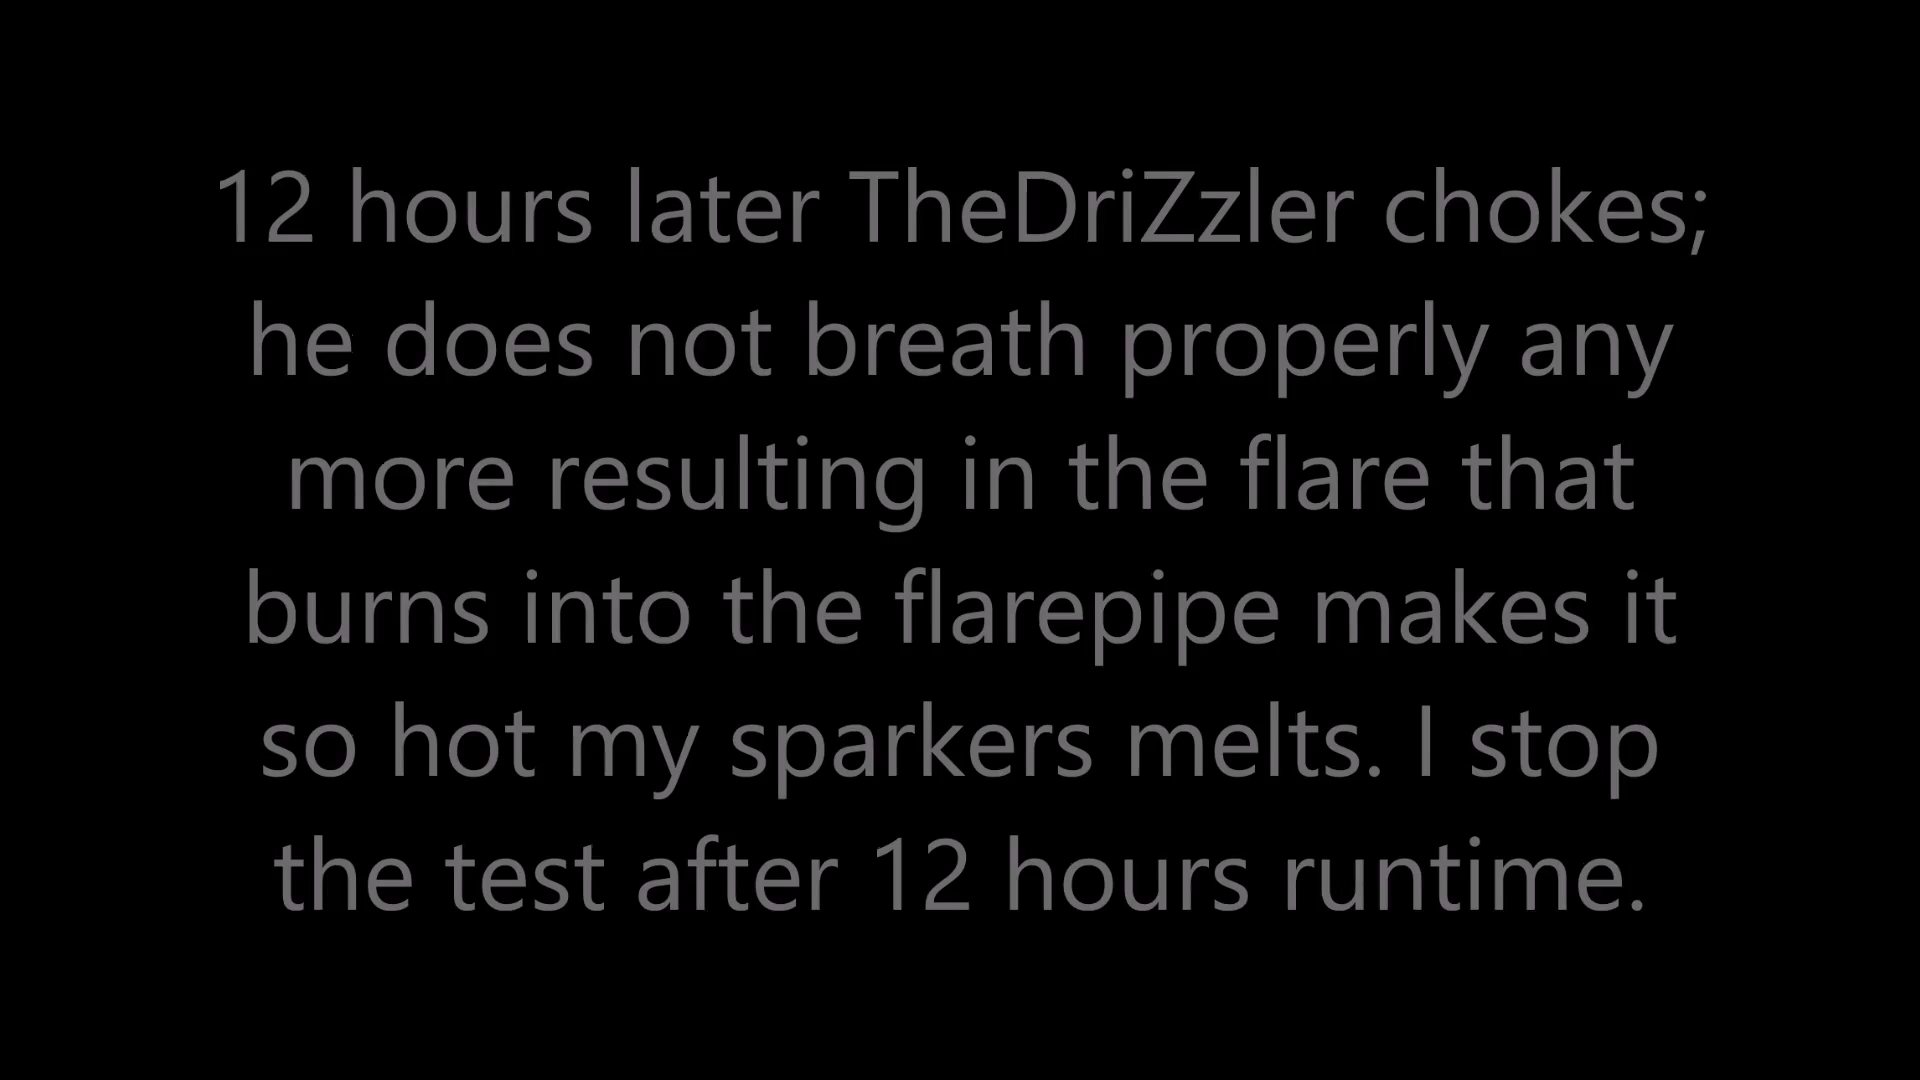 12 hours later TheDriZzler chokes;
he does not breath properly any
more resulting in the flare that
burns into the flarepipe makes it
so hot my sparkers melts. I stop
the test after 12 hours runtime.